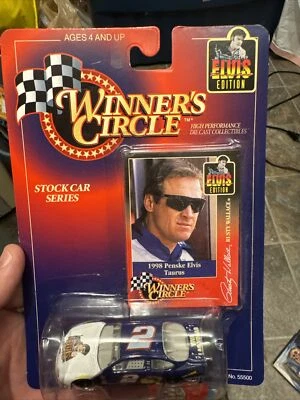 AGES 4 AND UP
ELVIS
EDITION
WINNER'S
CIRCLE™
HIGH PERFORMANCE
DIE CAST COLLECTIBLES
STOCK CAR
SERIES
ELVIS
EDITION
1998 Penske Elvis
Taurus
RUSTY WALLACE
WINNER'S
CIRCLE
2
No. 55500